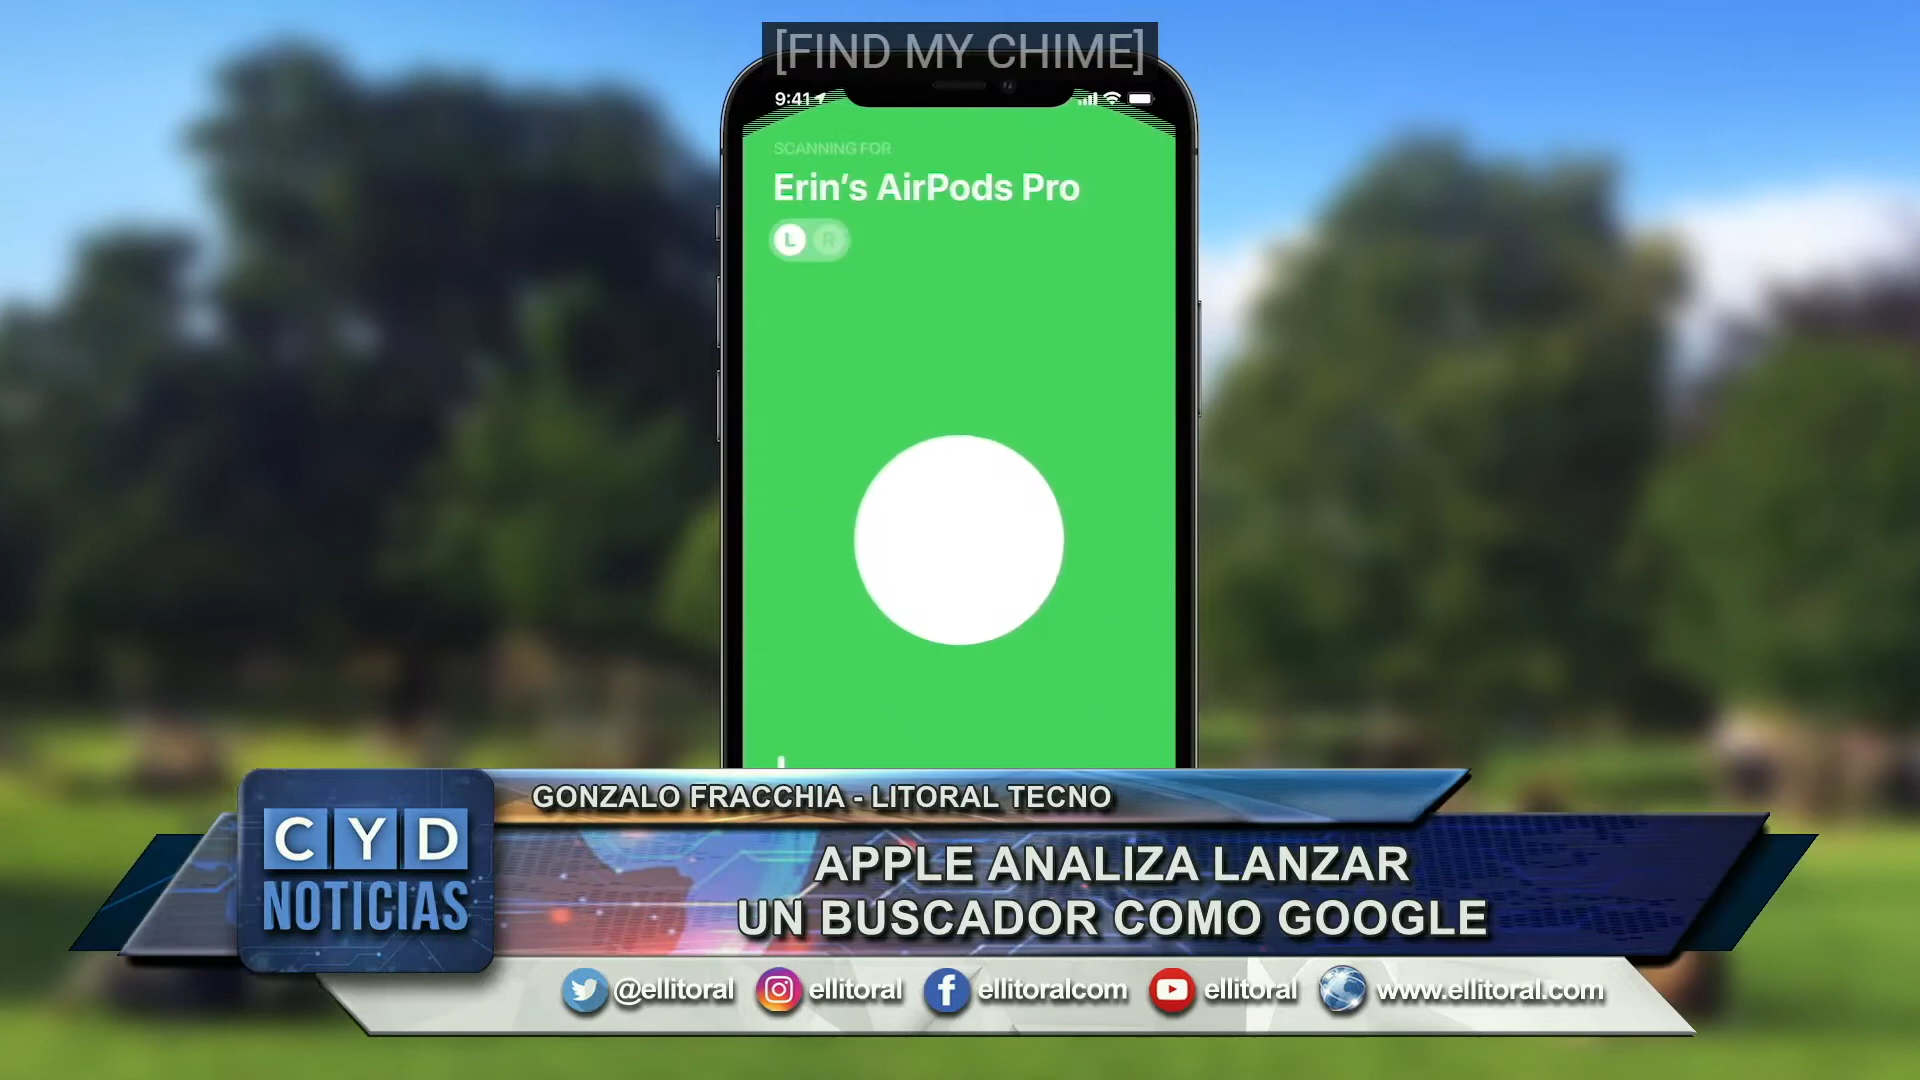 [FIND MY CHIME]
9:41
SCANNING FOR
Erin's AirPods Pro
L R
GONZALO FRACCHIA - LITORAL TECNO
CYD
NOTICIAS
APPLE ANALIZA LANZAR
UN BUSCADOR COMO GOOGLE
@ellitoral ellitoral ellitoralcom ellitoral www.ellitoral.com